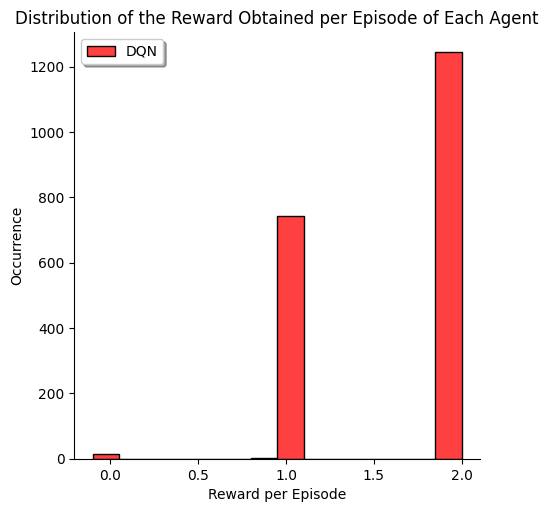 Distribution of the Reward Obtained per Episode of Each Agent
DQN
1200
1000
800
600
400
200
0
Occurrence
0.0 0.5 1.0 1.5 2.0
Reward per Episode